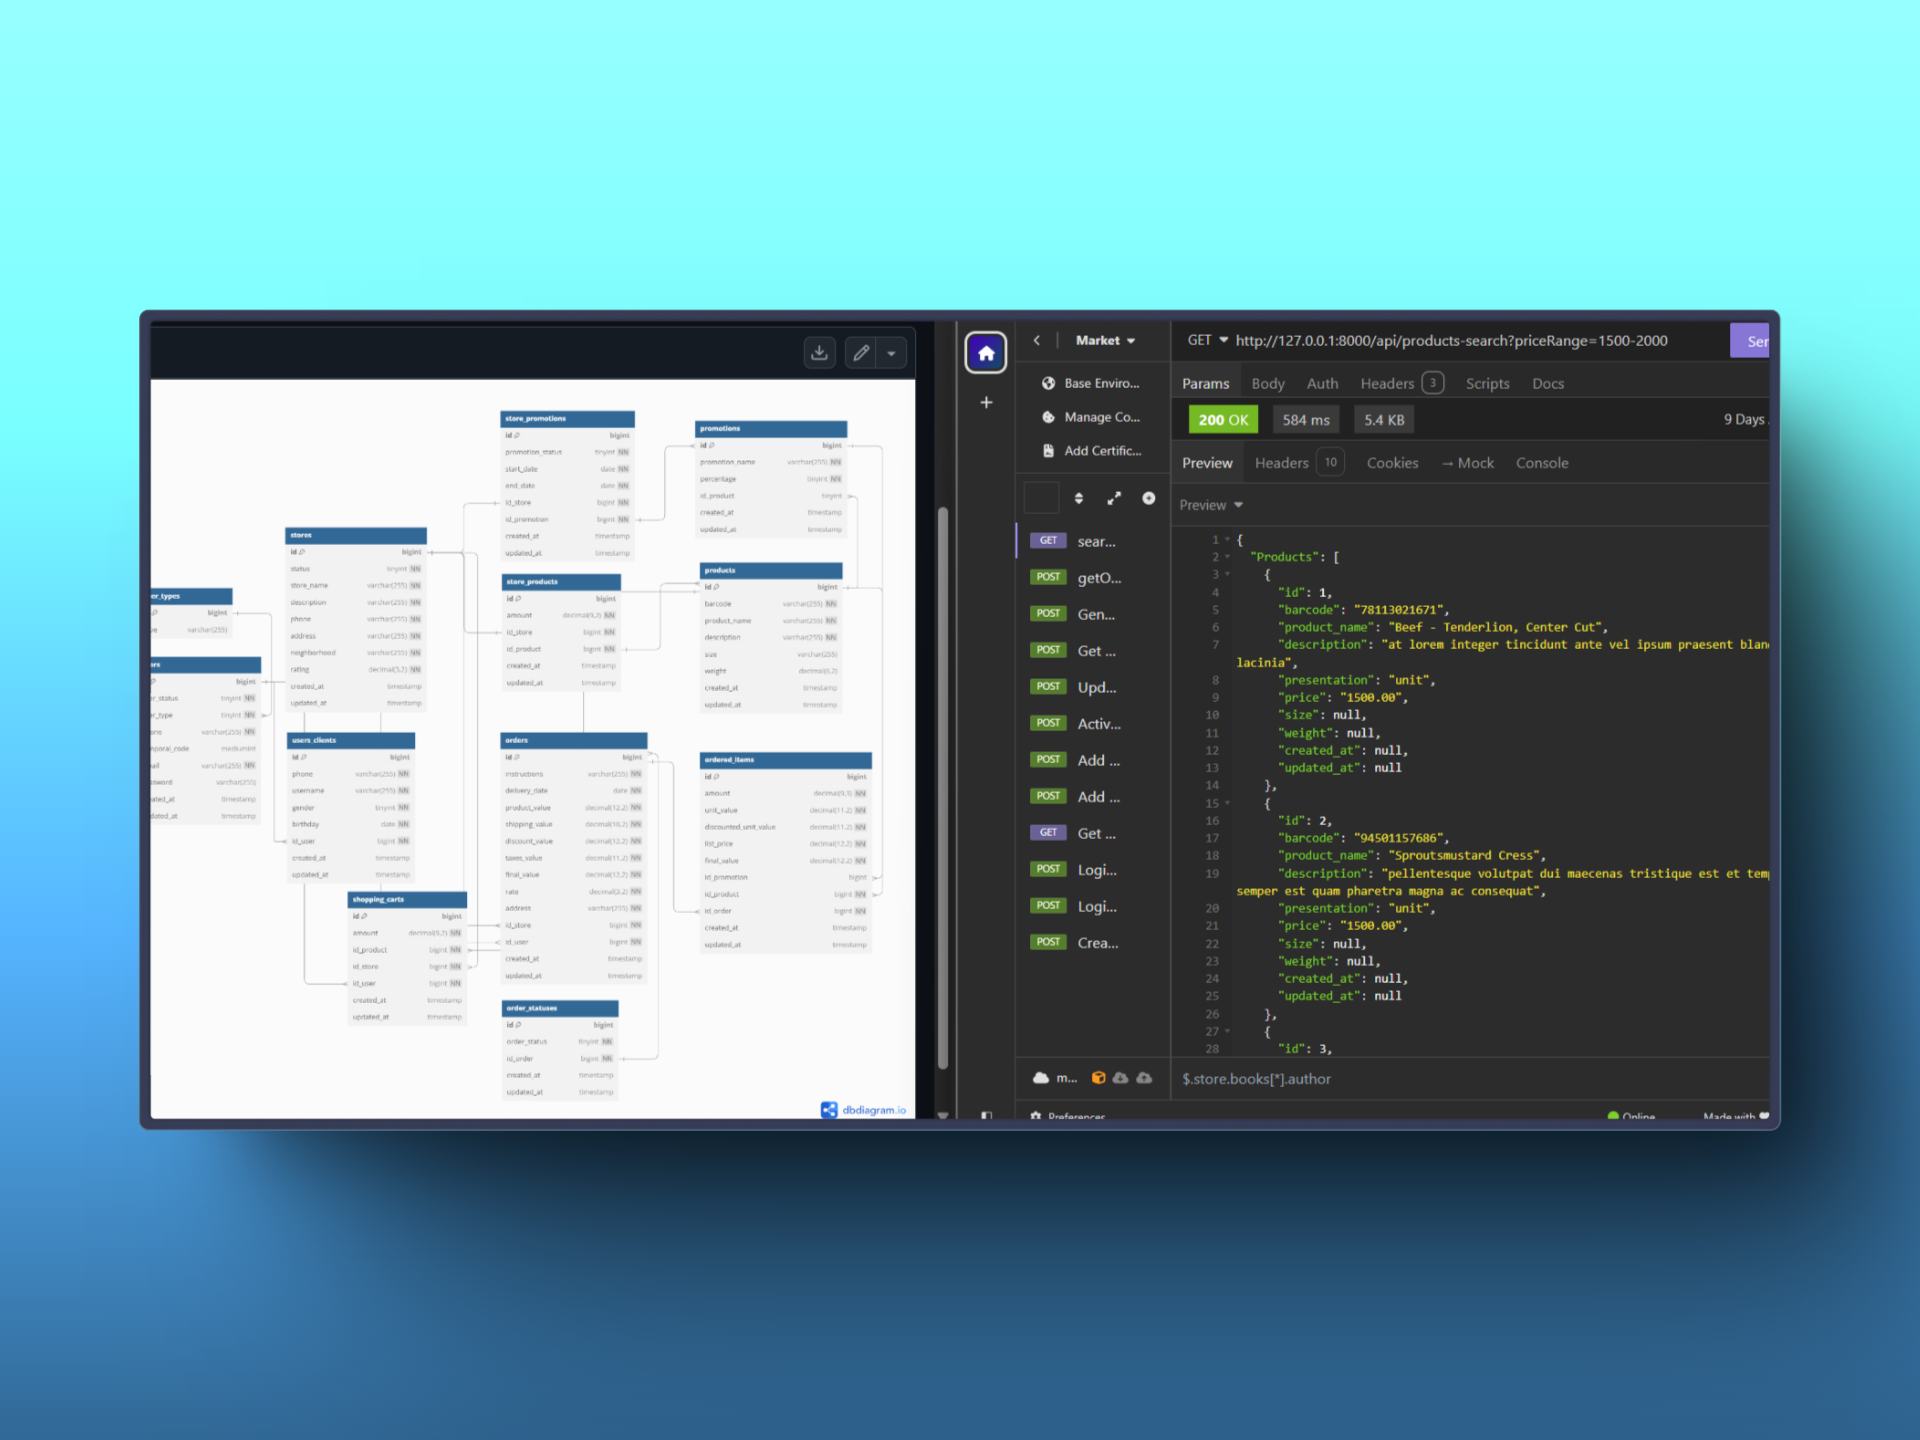 store_promotions
id bigint
promotion_status tinyint NN
start_date date NN
end_date date NN
id_store bigint NN
id_promotion bigint NN
created_at timestamp
updated_at timestamp
promotions
id bigint
promotion_name varchar(255) NN
percentage tinyint NN
id_product tinyint
created_at timestamp
updated_at timestamp
stores
id bigint
status tinyint NN
store_name varchar(255) NN
description varchar(255) NN
phone varchar(255) NN
address varchar(255) NN
neighborhood varchar(255) NN
rating decimal(3,2) NN
created_at timestamp
updated_at timestamp
store_products
id bigint
amount decimal(9,2) NN
id_store bigint NN
id_product bigint NN
created_at timestamp
updated_at timestamp
products
id bigint
barcode varchar(255) NN
product_name varchar(255) NN
description varchar(255) NN
size varchar(255)
weight decimal(6,2)
created_at timestamp
updated_at timestamp
er_types
bigint
ue varchar(255)
ers
bigint
er_status tinyint NN
er_type tinyint NN
one varchar(255) NN
mporal_code mediumint
ail varchar(255) NN
ssword varchar(255)
eated_at timestamp
dated_at timestamp
users_clients
id bigint
phone varchar(255) NN
username varchar(255) NN
gender tinyint NN
birthday date NN
id_user bigint NN
created_at timestamp
updated_at timestamp
orders
id bigint
instructions varchar(255) NN
delivery_date date NN
product_value decimal(12,2) NN
shipping_value decimal(10,2) NN
discount_value decimal(12,2) NN
taxes_value decimal(11,2) NN
final_value decimal(12,2) NN
rate decimal(3,2) NN
address varchar(255) NN
id_store bigint NN
id_user bigint NN
created_at timestamp
updated_at timestamp
ordered_items
id bigint
amount decimal(9,3) NN
unit_value decimal(11,2) NN
discounted_unit_value decimal(11,2) NN
list_price decimal(12,2) NN
final_value decimal(12,2) NN
id_promotion bigint
id_product bigint NN
id_order bigint NN
created_at timestamp
updated_at timestamp
shopping_carts
id bigint
amount decimal(9,2) NN
id_product bigint NN
id_store bigint NN
id_user bigint NN
created_at timestamp
updated_at timestamp
order_statuses
id bigint
order_status tinyint NN
id_order bigint NN
created_at timestamp
updated_at timestamp
dbdiagram.io
Market
Base Enviro...
Manage Co...
Add Certific...
GET sear...
POST getO...
POST Gen...
POST Get ...
POST Upd...
POST Activ...
POST Add ...
POST Add ...
GET Get ...
POST Logi...
POST Logi...
POST Crea...
m...
Preferences
GET http://127.0.0.1:8000/api/products-search?priceRange=1500-2000 Ser
Params Body Auth Headers 3 Scripts Docs
200 OK 584 ms 5.4 KB 9 Days
Preview Headers 10 Cookies → Mock Console
Preview
1 {
2 "Products": [
3 {
4 "id": 1,
5 "barcode": "78113021671",
6 "product_name": "Beef - Tenderlion, Center Cut",
7 "description": "at lorem integer tincidunt ante vel ipsum praesent blan
lacinia",
8 "presentation": "unit",
9 "price": "1500.00",
10 "size": null,
11 "weight": null,
12 "created_at": null,
13 "updated_at": null
14 },
15 {
16 "id": 2,
17 "barcode": "94501157686",
18 "product_name": "Sproutsmustard Cress",
19 "description": "pellentesque volutpat dui maecenas tristique est et temp
semper est quam pharetra magna ac consequat",
20 "presentation": "unit",
21 "price": "1500.00",
22 "size": null,
23 "weight": null,
24 "created_at": null,
25 "updated_at": null
26 },
27 {
28 "id": 3,
$.store.books[*].author
Online Made with